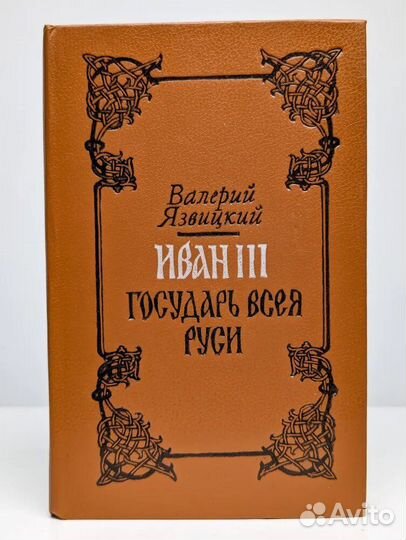 Валерий
Язвицкий
ИВАН III
ГОСУДАРЬ ВСЕЯ
РУСИ
Avito